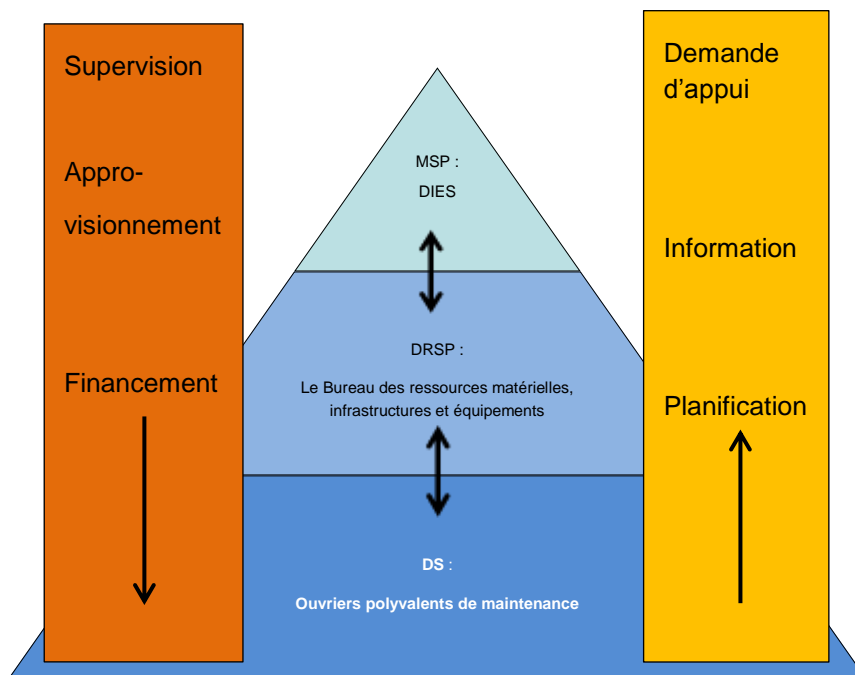 Supervision
Appro-
visionnement
Financement
MSP :
DIES
DRSP :
Le Bureau des ressources matérielles,
infrastructures et équipements
DS :
Ouvriers polyvalents de maintenance
Demande
d'appui
Information
Planification